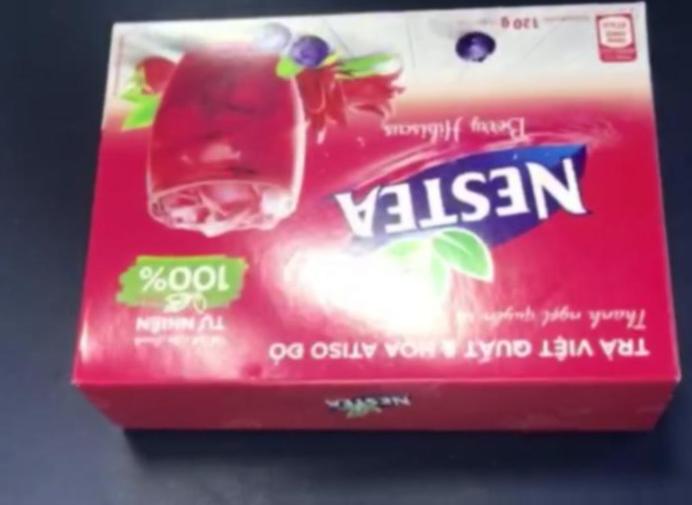 TRÀ VIỆT QUẤT & HOA ATISO ĐỎ
Thanh ngọt quyến rũ
TỰ NHIÊN
100%
NESTEA
Berry Hibiscus
120 g
NESTEA